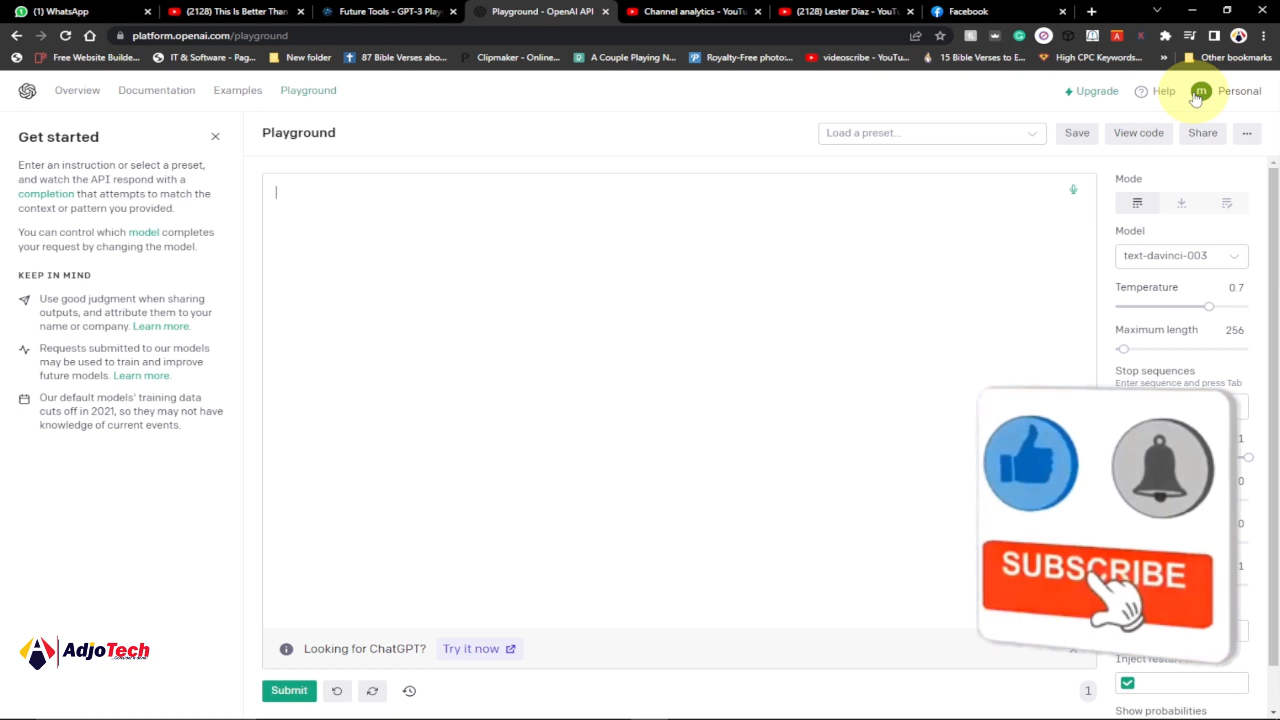 (1) WhatsApp
(2128) This Is Better Than
Future Tools - GPT-3 Play
Playground - OpenAI API
Channel analytics - YouTu
(2128) Lester Diaz - YouTu
Facebook
platform.openai.com/playground
Free Website Builde...
IT & Software - Pag...
New folder
87 Bible Verses abo...
Clipmaker - Online...
A Couple Playing N...
Royalty-Free photo...
videoscribe - YouTu...
15 Bible Verses to E...
High CPC Keywords...
»
Other bookmarks
Overview
Documentation
Examples
Playground
Upgrade
Help
m
Personal
Get started
Playground
Load a preset...
Save
View code
Share
Enter an instruction or select a preset,
and watch the API respond with a
completion that attempts to match the
context or pattern you provided.
You can control which model completes
your request by changing the model.
KEEP IN MIND
Use good judgment when sharing
outputs, and attribute them to your
name or company. Learn more.
Requests submitted to our models
may be used to train and improve
future models. Learn more.
Our default models' training data
cuts off in 2021, so they may not have
knowledge of current events.
Mode
Model
text-davinci-003
Temperature 0.7
Maximum length 256
Stop sequences
Enter sequence and press Tab
1
0
0
1
SUBSCRIBE
Looking for ChatGPT? Try it now
Submit
1
Show probabilities
AdjoTech